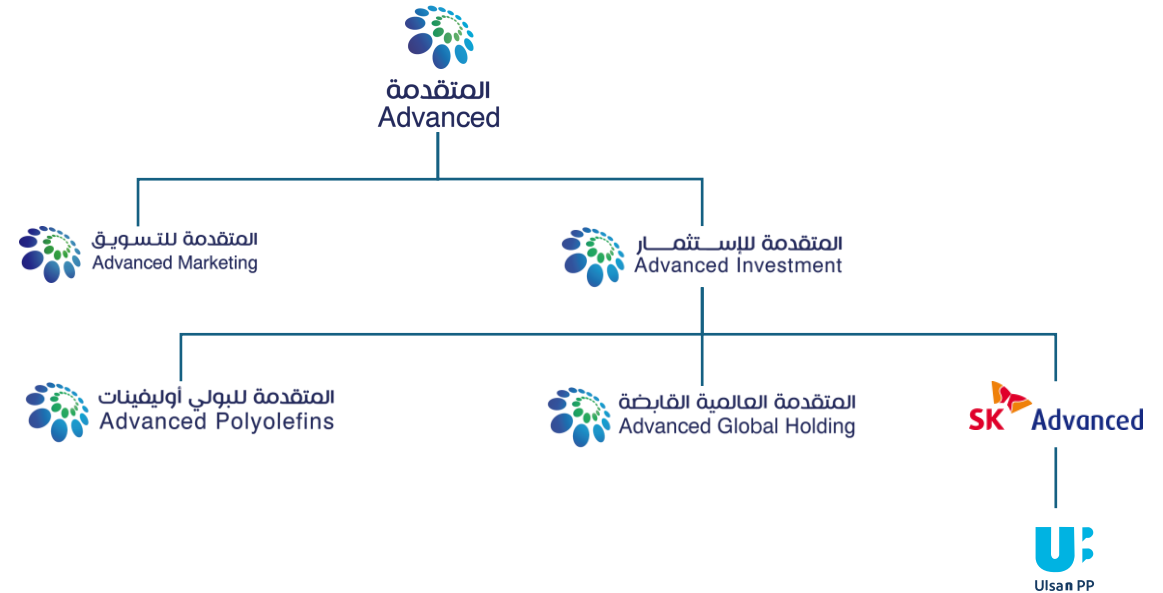 المتقدمة
Advanced
المتقدمة للتسويق
Advanced Marketing
المتقدمة للإستثمار
Advanced Investment
المتقدمة للبولي أوليفينات
Advanced Polyolefins
المتقدمة العالمية القابضة
Advanced Global Holding
SK Advanced
U
Ulsan PP